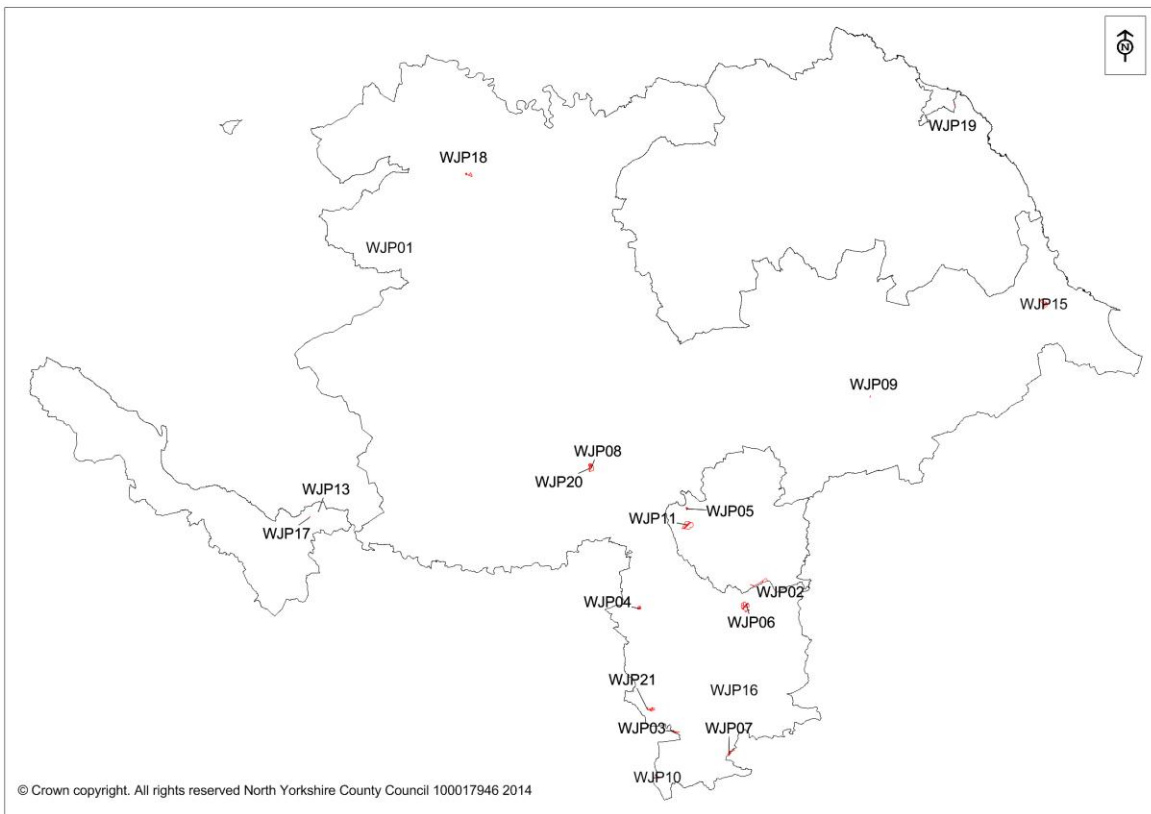 N
WJP19
WJP18
WJP01
WJP15
WJP09
WJP08
WJP20
WJP13
WJP05
WJP11
WJP17
WJP02
WJP04
WJP06
WJP21
WJP16
WJP03
WJP07
WJP10
© Crown copyright. All rights reserved North Yorkshire County Council 100017946 2014